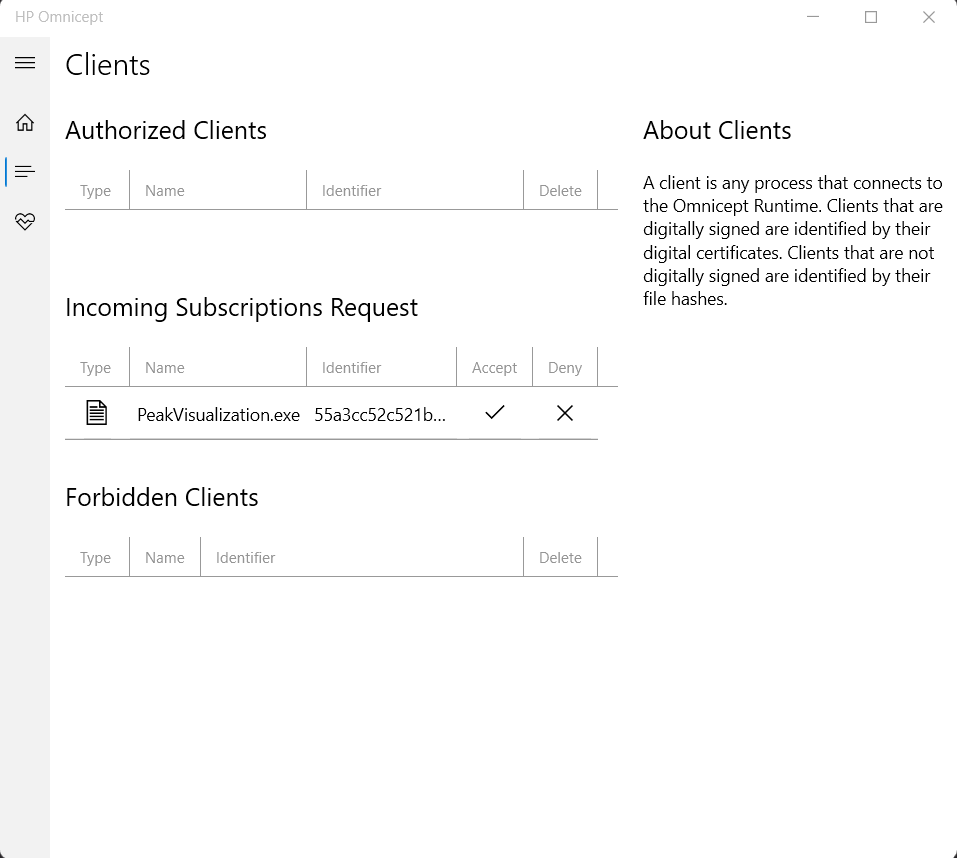 HP Omnicept
Clients
Authorized Clients
Type Name Identifier Delete
Incoming Subscriptions Request
Type Name Identifier Accept Deny
PeakVisualization.exe 55a3cc52c521b...
Forbidden Clients
Type Name Identifier Delete
About Clients
A client is any process that connects to
the Omnicept Runtime. Clients that are
digitally signed are identified by their
digital certificates. Clients that are not
digitally signed are identified by their
file hashes.